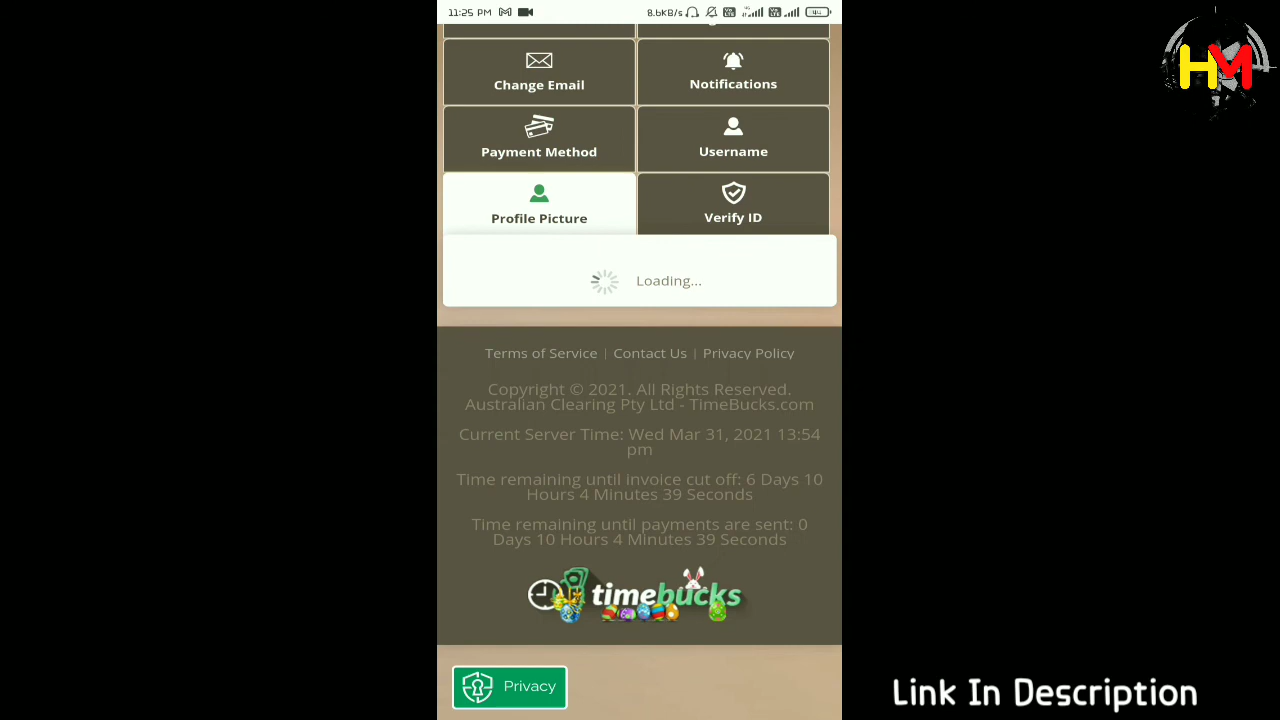 11:25 PM
8.6KB/s
HM
Change Email
Notifications
Payment Method
Username
Profile Picture
Verify ID
Loading...
Terms of Service | Contact Us | Privacy Policy
Copyright © 2021. All Rights Reserved.
Australian Clearing Pty Ltd - TimeBucks.com
Current Server Time: Wed Mar 31, 2021 13:54
pm
Time remaining until invoice cut off: 6 Days 10
Hours 4 Minutes 39 Seconds
Time remaining until payments are sent: 0
Days 10 Hours 4 Minutes 39 Seconds
timebucks
Privacy
Link In Description